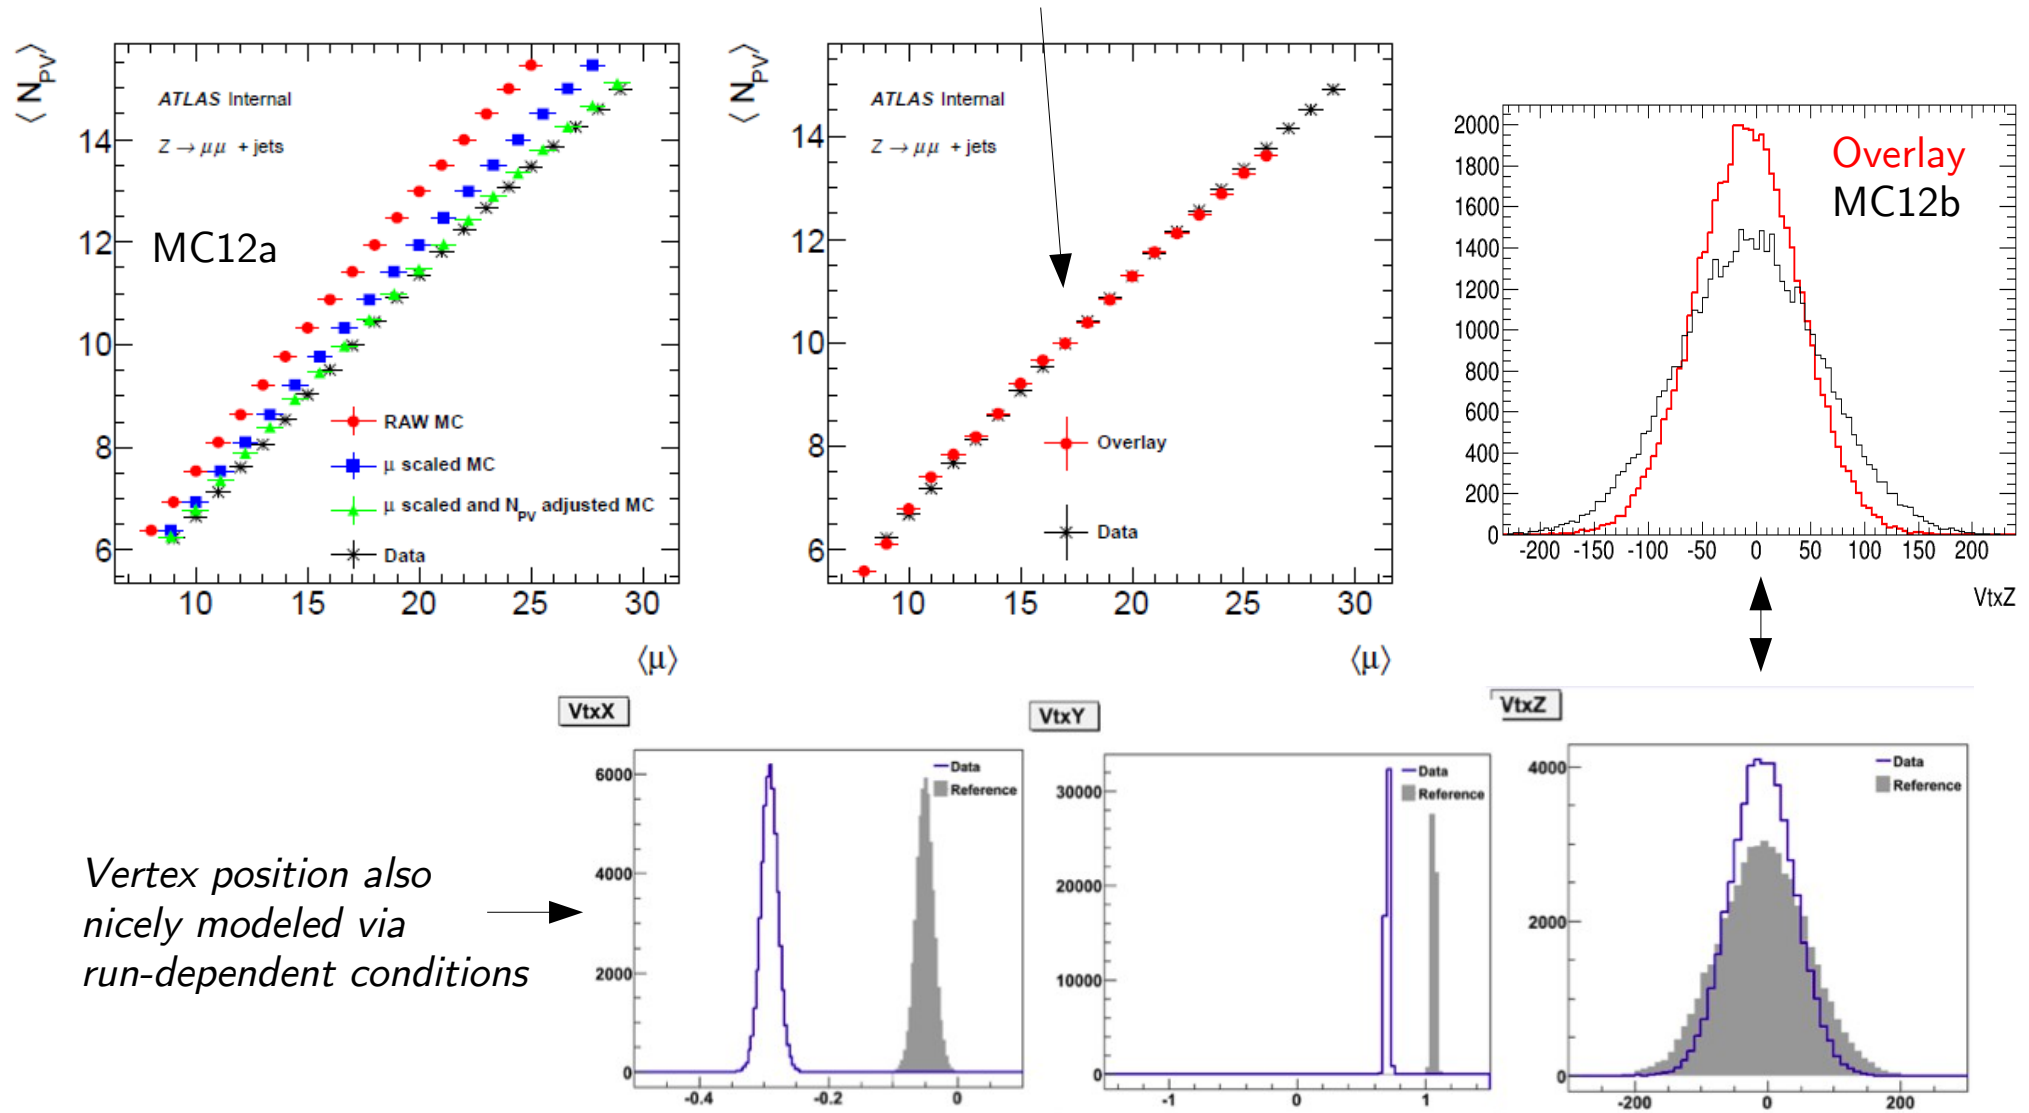 ⟨ N_PV ⟩
ATLAS Internal
Z → μμ + jets
MC12a
RAW MC
μ scaled MC
μ scaled and N_PV adjusted MC
Data
14
12
10
8
6
10 15 20 25 30
⟨μ⟩
⟨ N_PV ⟩
ATLAS Internal
Z → μμ + jets
Overlay
Data
14
12
10
8
6
10 15 20 25 30
⟨μ⟩
Overlay
MC12b
2000
1800
1600
1400
1200
1000
800
600
400
200
0
-200 -150 -100 -50 0 50 100 150 200
VtxZ
Vertex position also
nicely modeled via
run-dependent conditions
VtxX
Data
Reference
6000
4000
2000
0
-0.4 -0.2 0
VtxY
Data
Reference
30000
20000
10000
0
-1 0 1
VtxZ
Data
Reference
4000
2000
0
-200 0 200